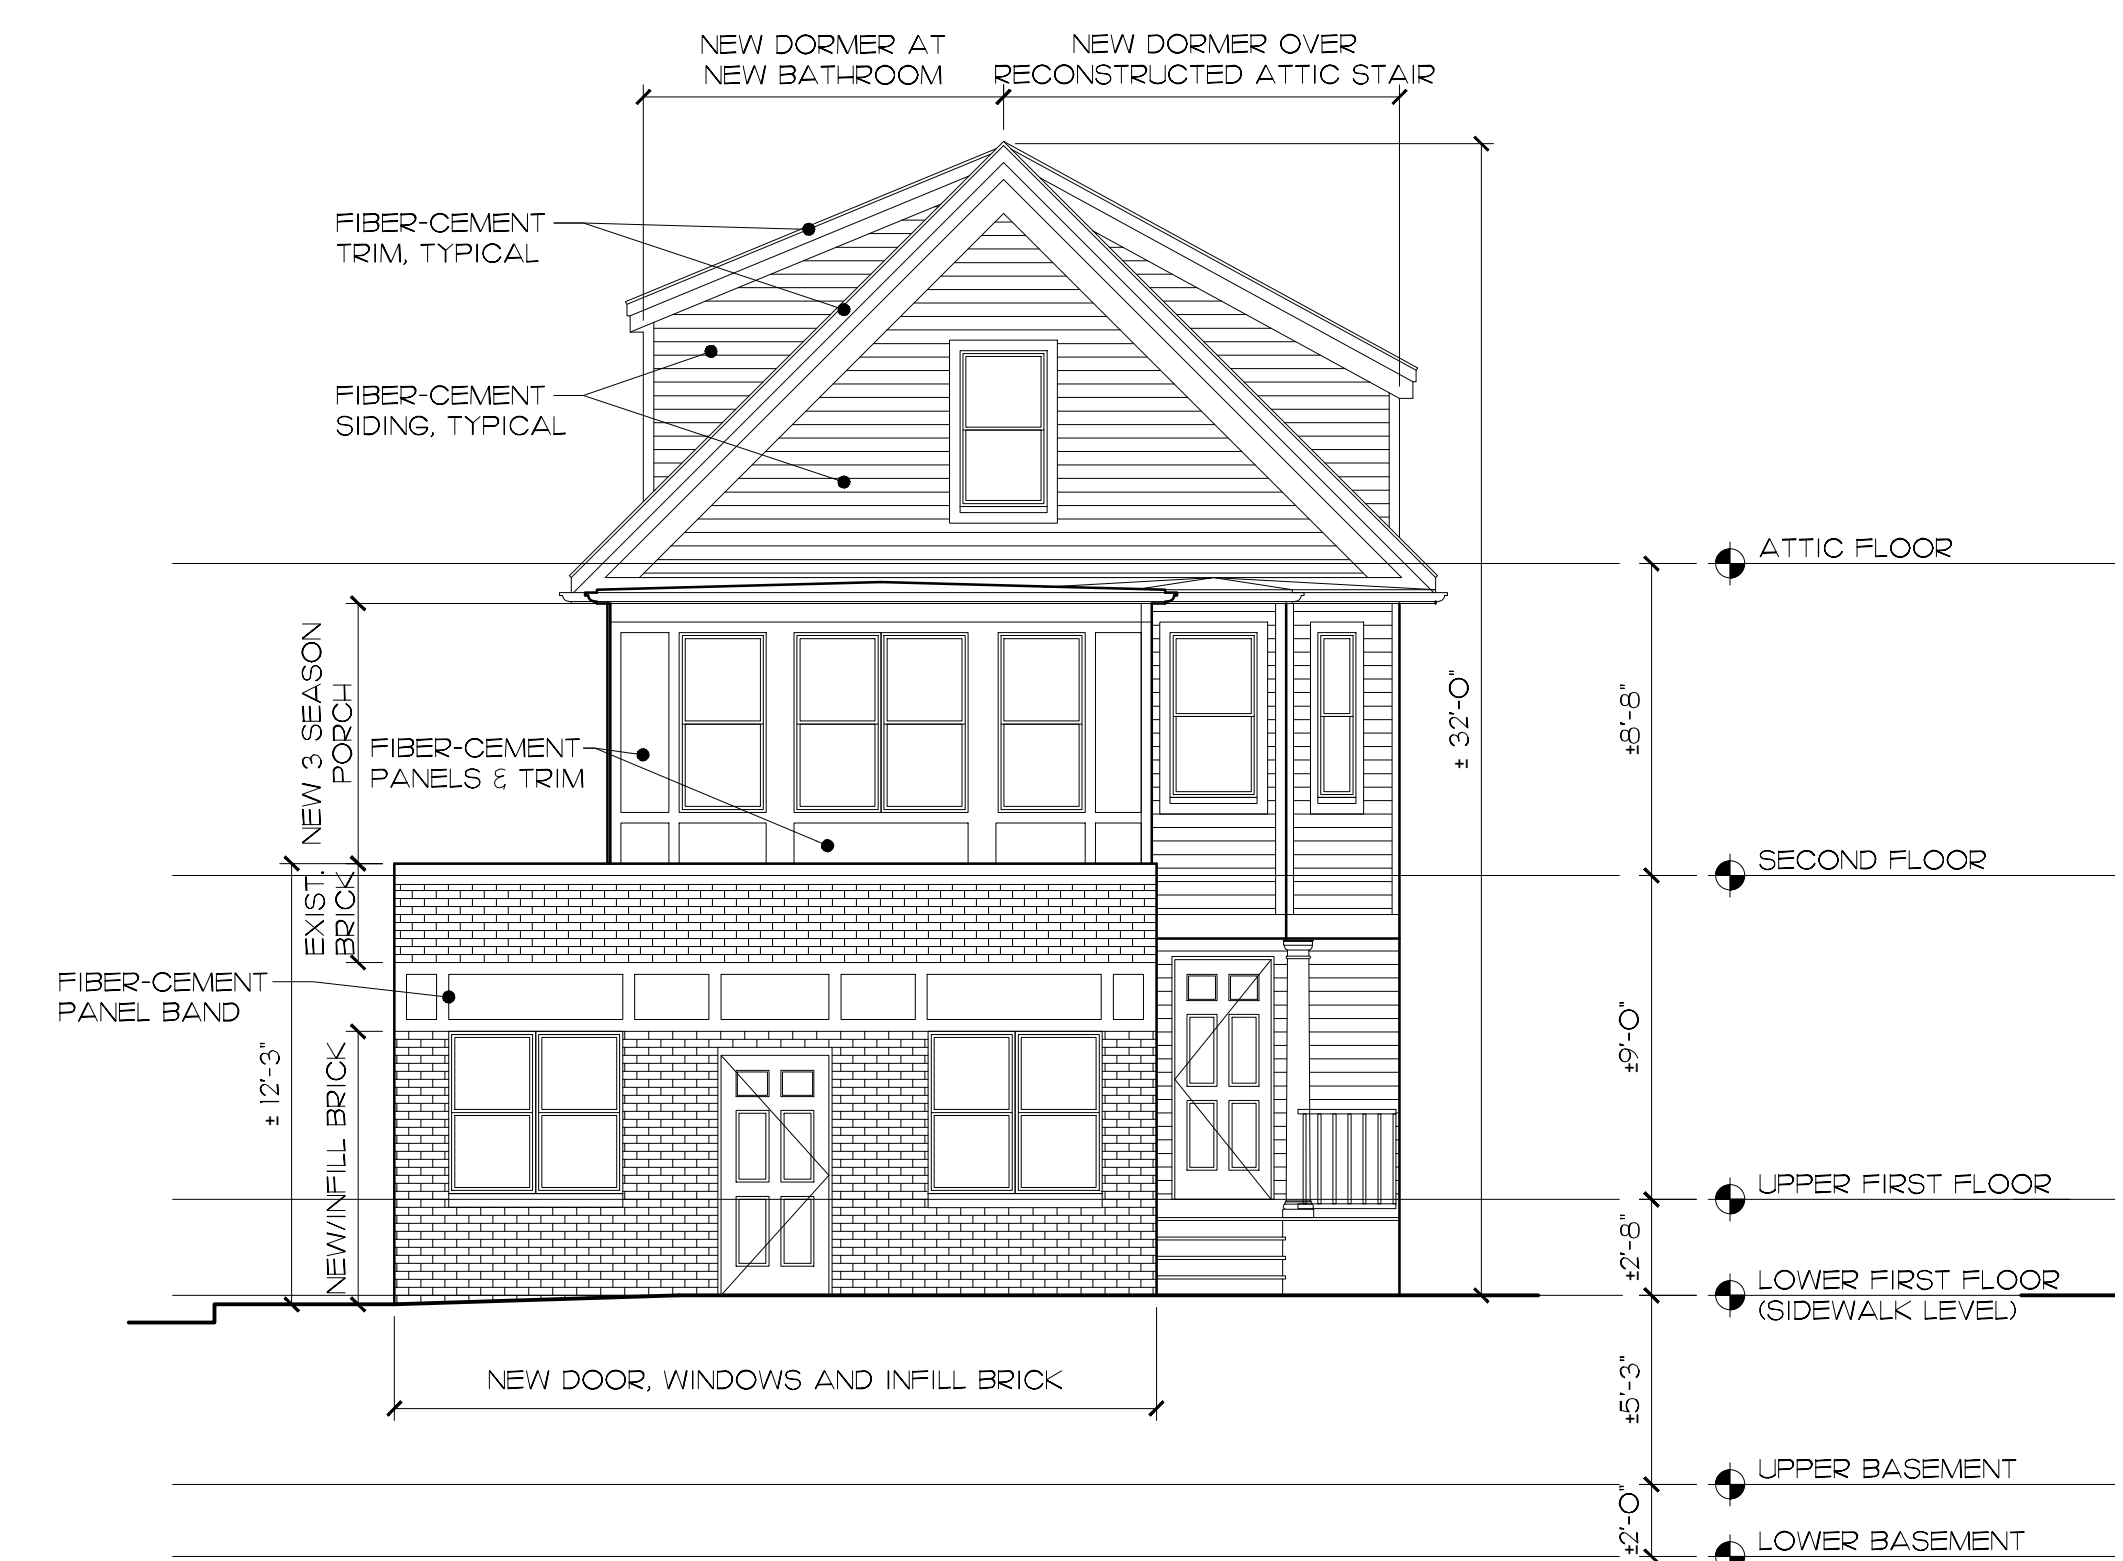 NEW DORMER AT
NEW BATHROOM
NEW DORMER OVER
RECONSTRUCTED ATTIC STAIR
FIBER-CEMENT
TRIM, TYPICAL
FIBER-CEMENT
SIDING, TYPICAL
ATTIC FLOOR
NEW 3 SEASON
PORCH
FIBER-CEMENT
PANELS & TRIM
± 32'-0"
±8'-8"
SECOND FLOOR
EXIST.
BRICK
FIBER-CEMENT
PANEL BAND
± 12'-3"
NEW/INFILL BRICK
±9'-0"
UPPER FIRST FLOOR
±2'-8"
LOWER FIRST FLOOR
(SIDEWALK LEVEL)
NEW DOOR, WINDOWS AND INFILL BRICK
±5'-3"
UPPER BASEMENT
±2'-0"
LOWER BASEMENT